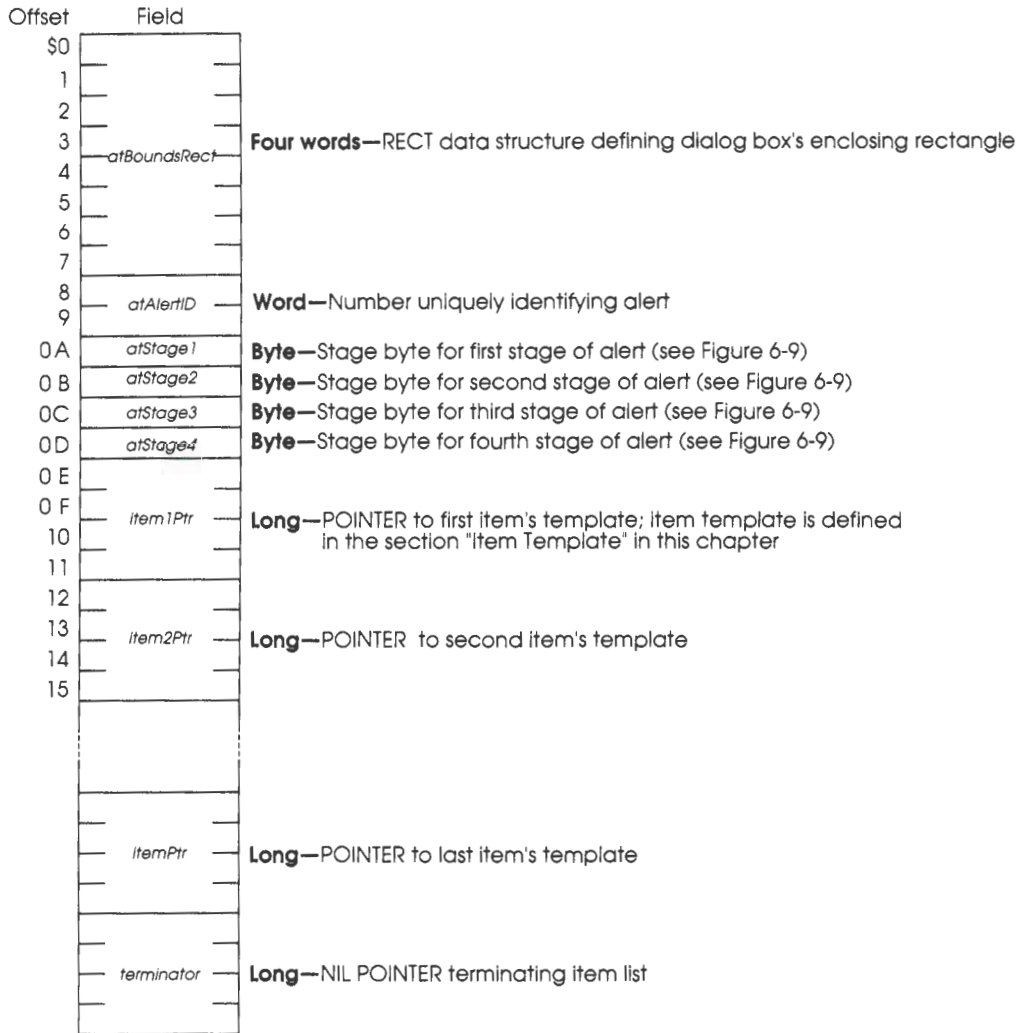 Offset Field
$0
1
2
3
4
5
6
7
atBoundsRect
Four words—RECT data structure defining dialog box's enclosing rectangle
8
9
atAlertID
Word—Number uniquely identifying alert
0A atStage1 Byte—Stage byte for first stage of alert (see Figure 6-9)
0B atStage2 Byte—Stage byte for second stage of alert (see Figure 6-9)
0C atStage3 Byte—Stage byte for third stage of alert (see Figure 6-9)
0D atStage4 Byte—Stage byte for fourth stage of alert (see Figure 6-9)
0E
0F
10
11
item1Ptr
Long—POINTER to first item's template; item template is defined
in the section "Item Template" in this chapter
12
13
14
15
item2Ptr
Long—POINTER to second item's template
itemPtr
Long—POINTER to last item's template
terminator
Long—NIL POINTER terminating item list